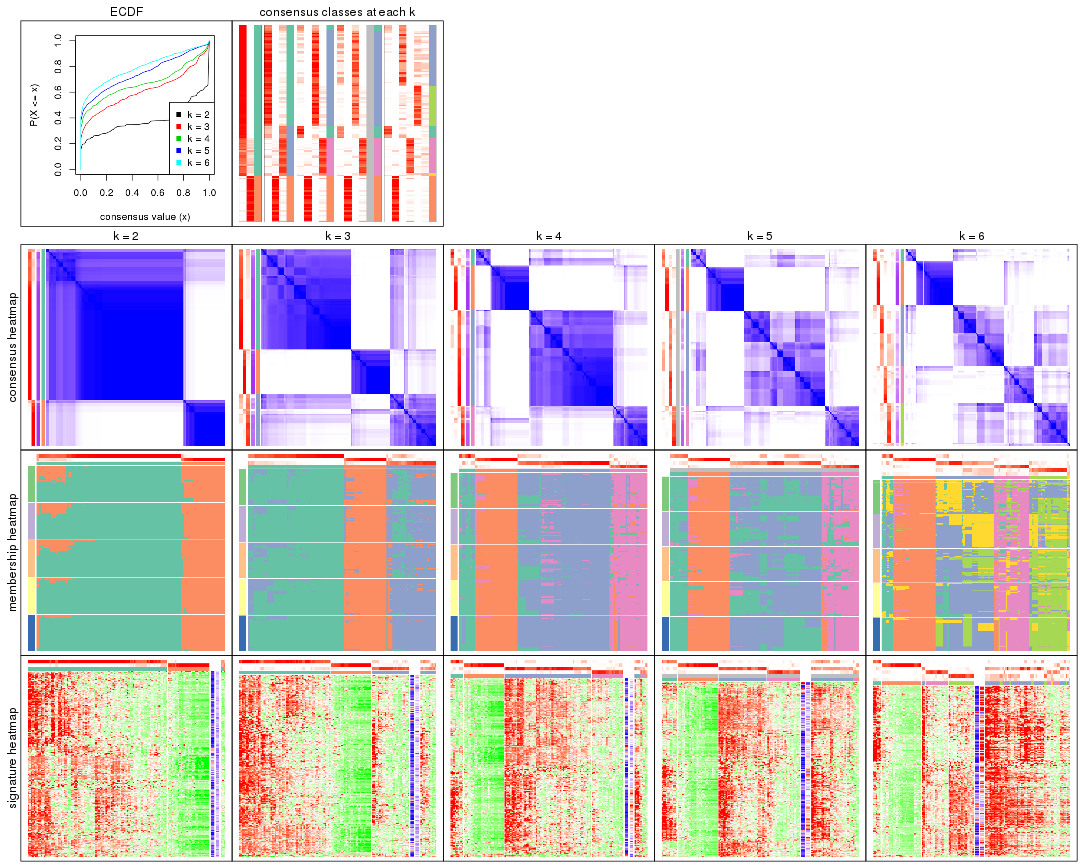 ECDF
consensus classes at each k
P(X <= x)
0.0 0.2 0.4 0.6 0.8 1.0
k = 2
k = 3
k = 4
k = 5
k = 6
0.0 0.2 0.4 0.6 0.8 1.0
consensus value (x)
k = 2
k = 3
k = 4
k = 5
k = 6
consensus heatmap
membership heatmap
signature heatmap